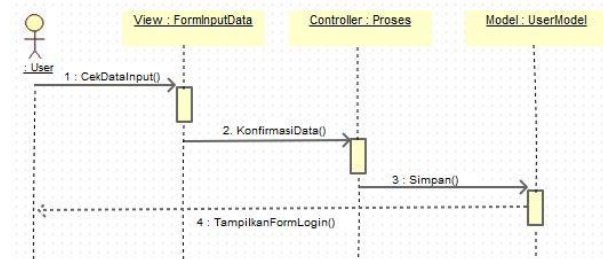 View : FormInputData
Controller : Proses
Model : UserModel
: User
1 : CekDataInput()
2. KonfirmasiData()
3 : Simpan()
4 : TampilkanFormLogin()